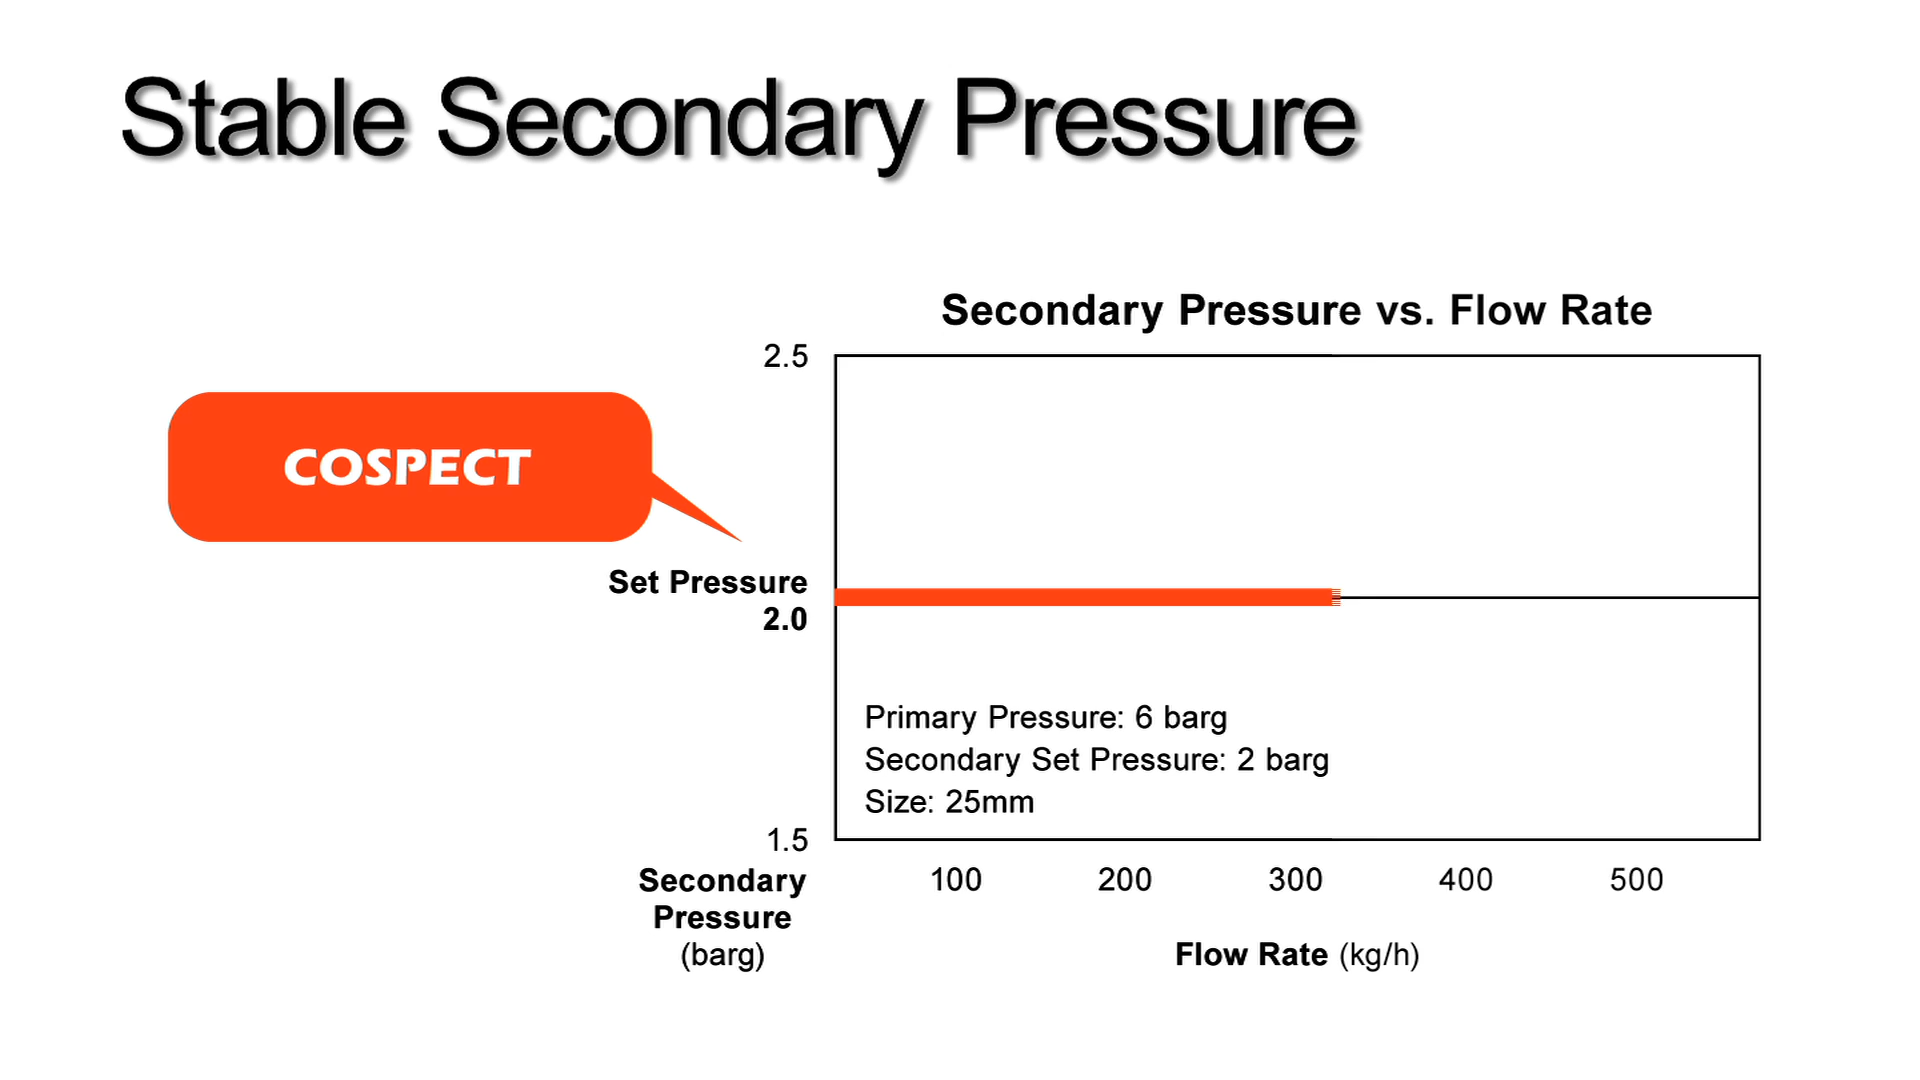 Stable Secondary Pressure
Secondary Pressure vs. Flow Rate
2.5
COSPECT
Set Pressure
2.0
Primary Pressure: 6 barg
Secondary Set Pressure: 2 barg
Size: 25mm
1.5
Secondary
Pressure
(barg)
100 200 300 400 500
Flow Rate (kg/h)